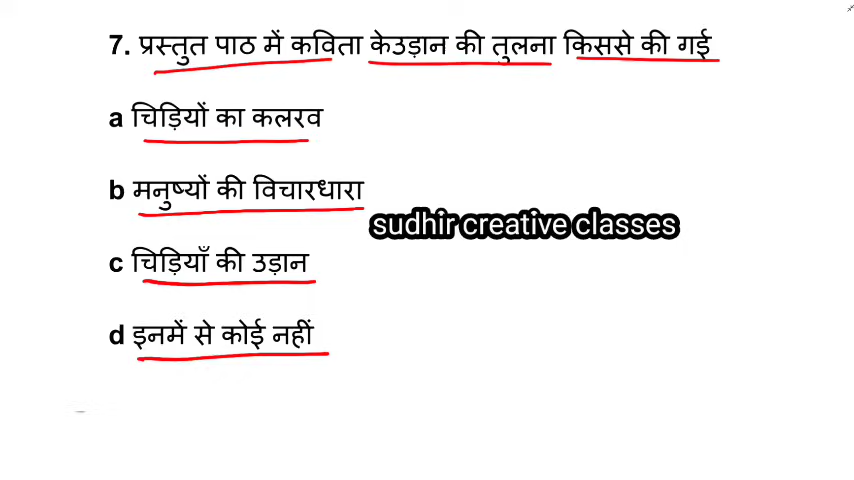 7. प्रस्तुत पाठ में कविता केउड़ान की तुलना किससे की गई
a चिड़ियों का कलरव
b मनुष्यों की विचारधारा
sudhir creative classes
c चिड़ियाँ की उड़ान
d इनमें से कोई नहीं